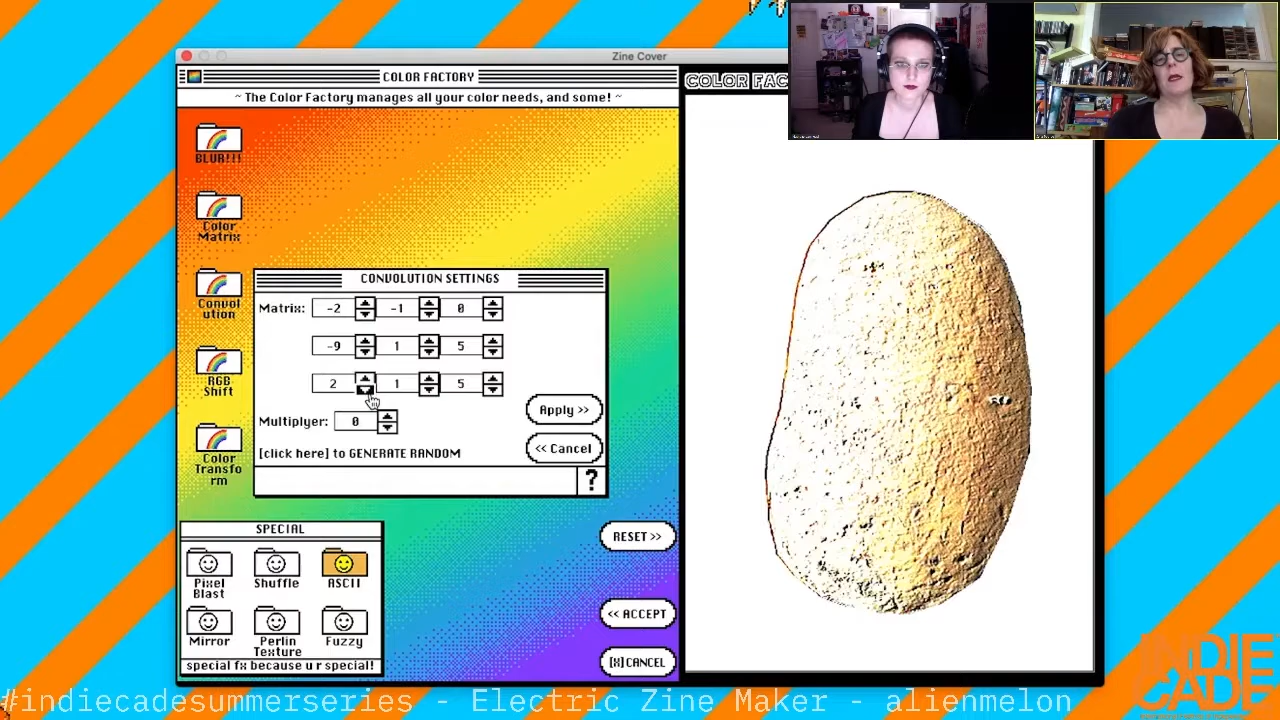 Zine Cover
COLOR FACTORY
~ The Color Factory manages all your color needs, and some! ~
COLOR FAC
BLUR!!!
Color
Matrix
Convol
ution
RGB
Shift
Color
Transfo
rm
CONVOLUTION SETTINGS
Matrix: -2 -1 0
-9 1 5
2 1 5
Multiplyer: 0
Apply >>
<< Cancel
[click here] to GENERATE RANDOM
?
SPECIAL
Pixel
Blast
Shuffle
ASCII
Mirror
Perlin
Texture
Fuzzy
special fx because u r special!
RESET >>
<< ACCEPT
[X]CANCEL
INDIE
CADE
#indiecadesummerseries - Electric Zine Maker - alienmelon